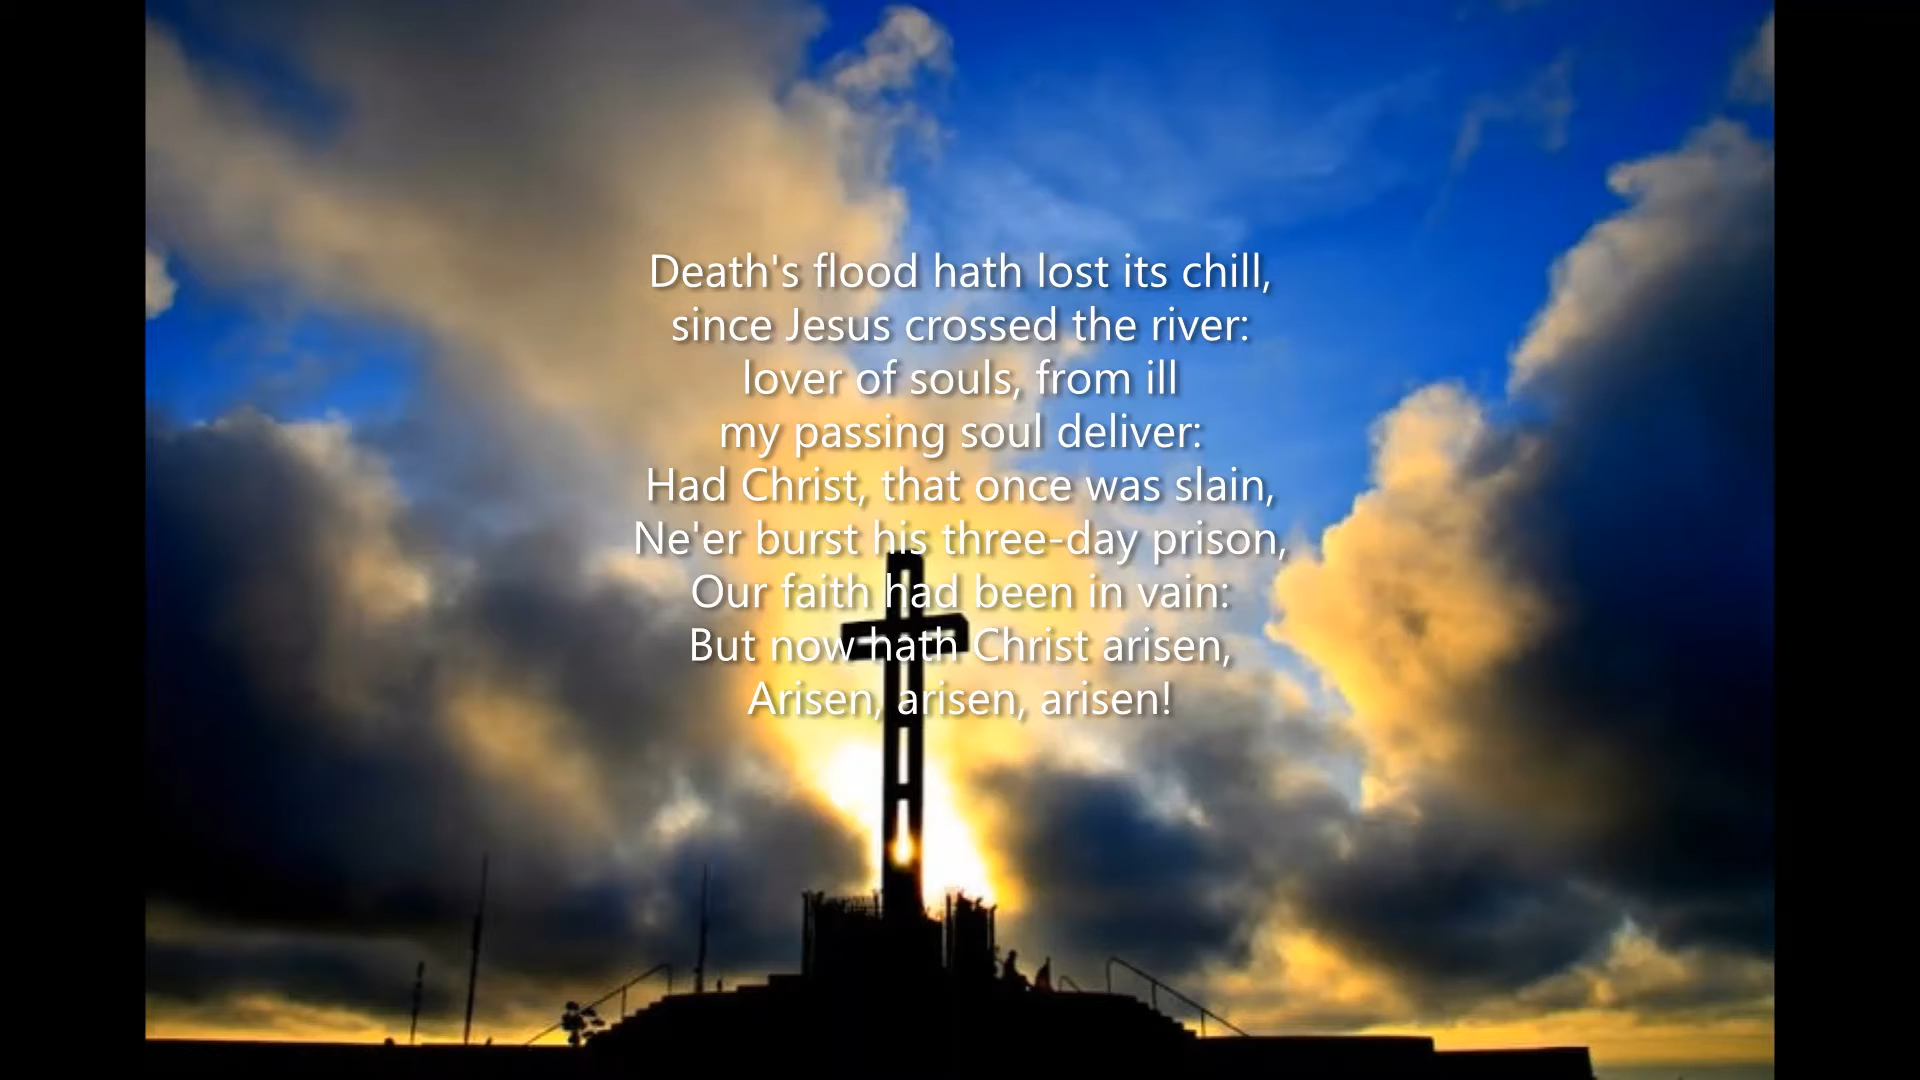 Death's flood hath lost its chill,
since Jesus crossed the river:
lover of souls, from ill
my passing soul deliver:
Had Christ, that once was slain,
Ne'er burst his three-day prison,
Our faith had been in vain:
But now hath Christ arisen,
Arisen, arisen, arisen!